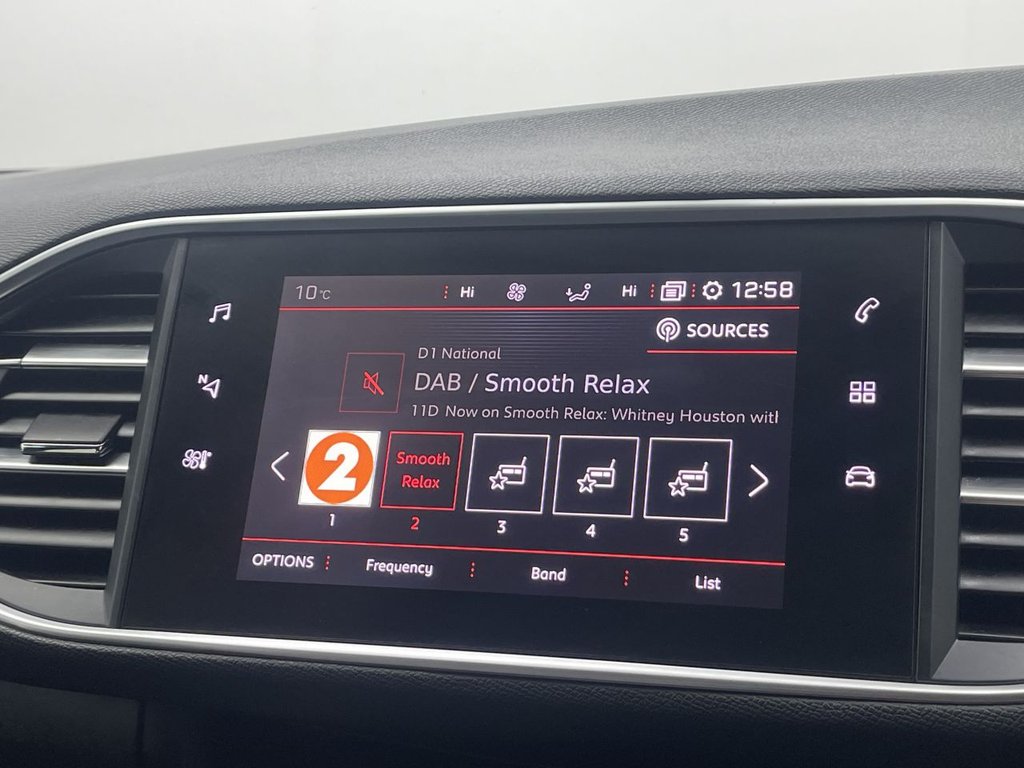 10°C Hi Hi 12:58
SOURCES
D1 National
DAB / Smooth Relax
11D Now on Smooth Relax: Whitney Houston with
N
2 Smooth
Relax
1 2 3 4 5
OPTIONS Frequency Band List